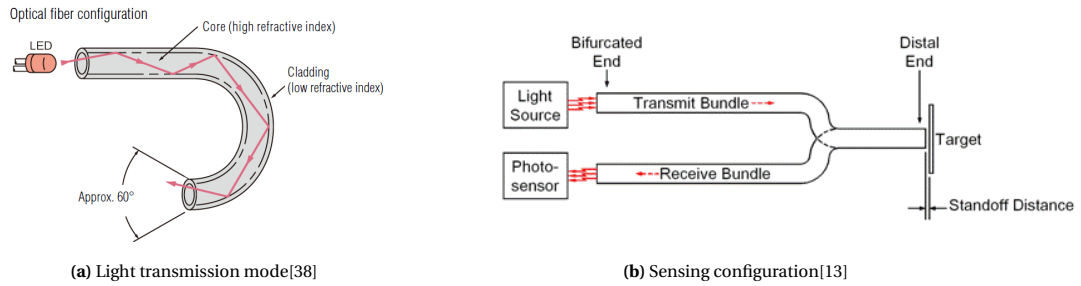 Optical fiber configuration
LED
Core (high refractive index)
Cladding
(low refractive index)
Approx. 60°
(a) Light transmission mode[38]
Bifurcated
End
Distal
End
Light
Source
Transmit Bundle
Target
Photo-
sensor
Receive Bundle
Standoff Distance
(b) Sensing configuration[13]